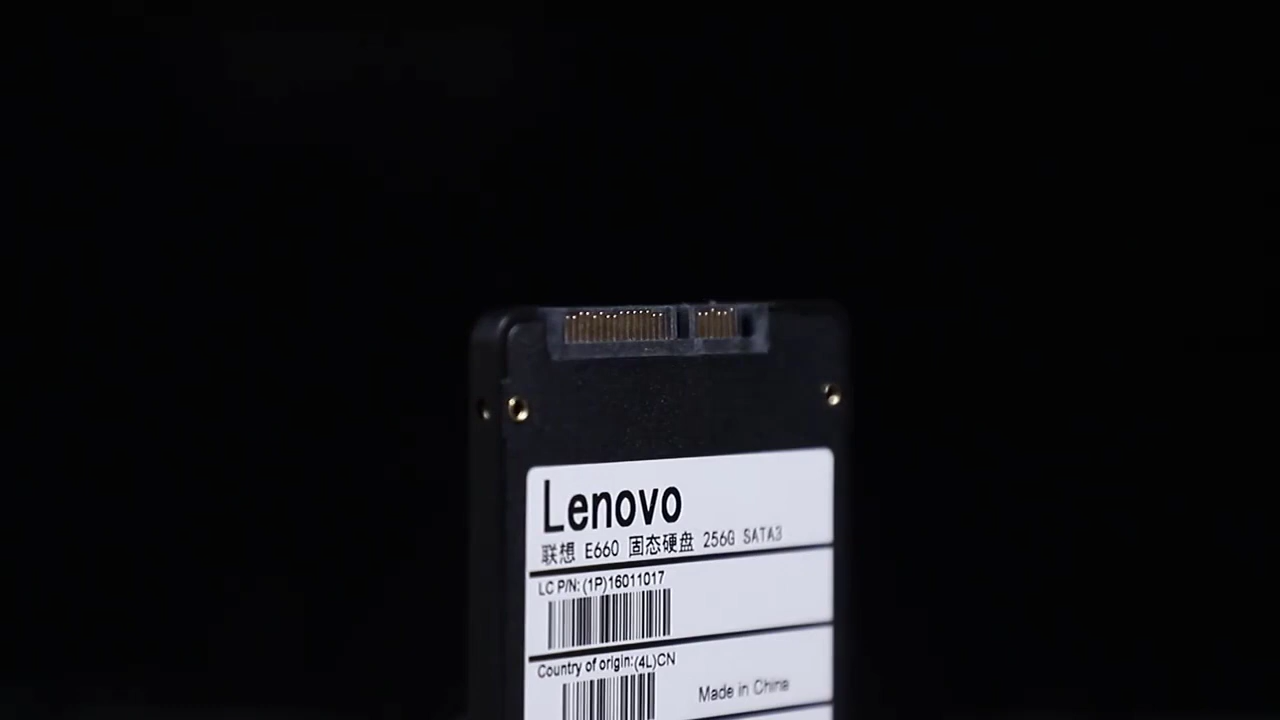 Lenovo
联想 E660 固态硬盘 256G SATA3
LC P/N: (1P)16011017
Country of origin:(4L)CN
Made in China